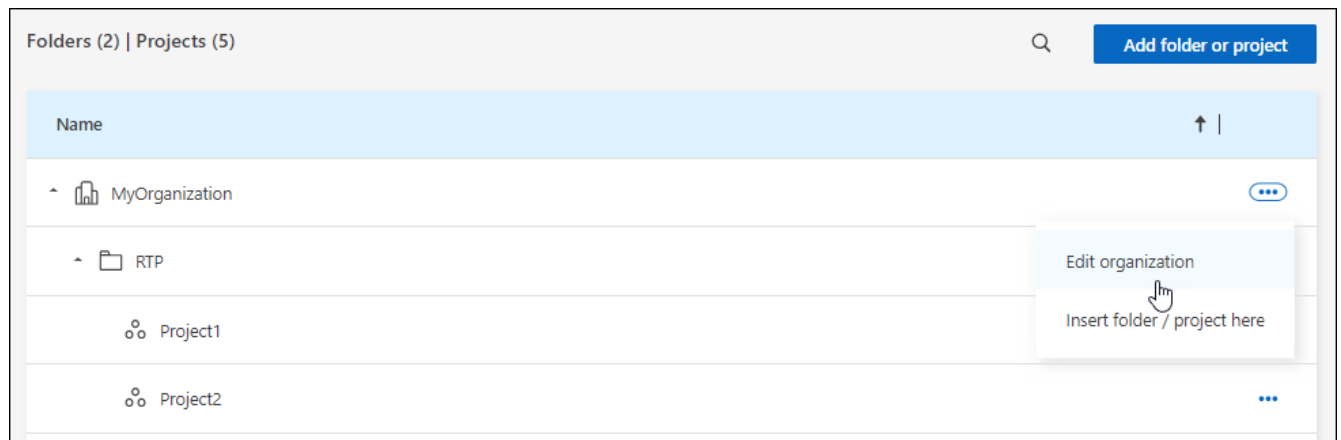 Folders (2) | Projects (5)
Add folder or project
Name
MyOrganization
RTP
Edit organization
Project1
Insert folder / project here
Project2